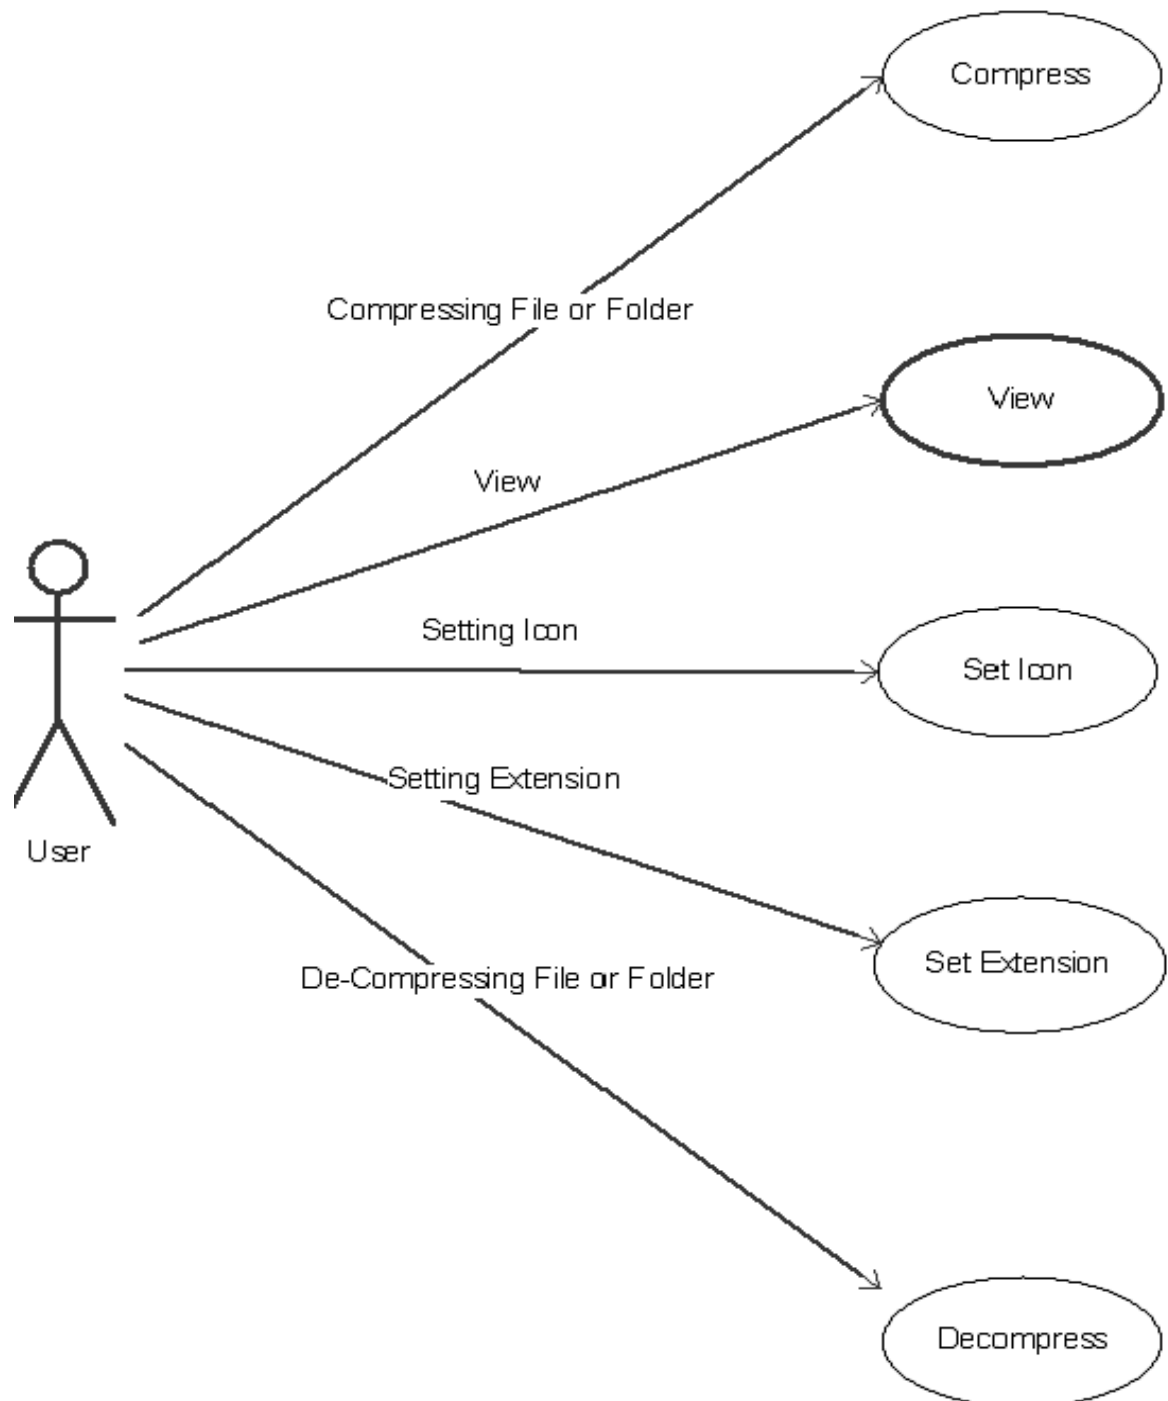 Compress
Compressing File or Folder
View
View
Setting Icon
Set Icon
Setting Extension
User
Set Extension
De-Compressing File or Folder
Decompress